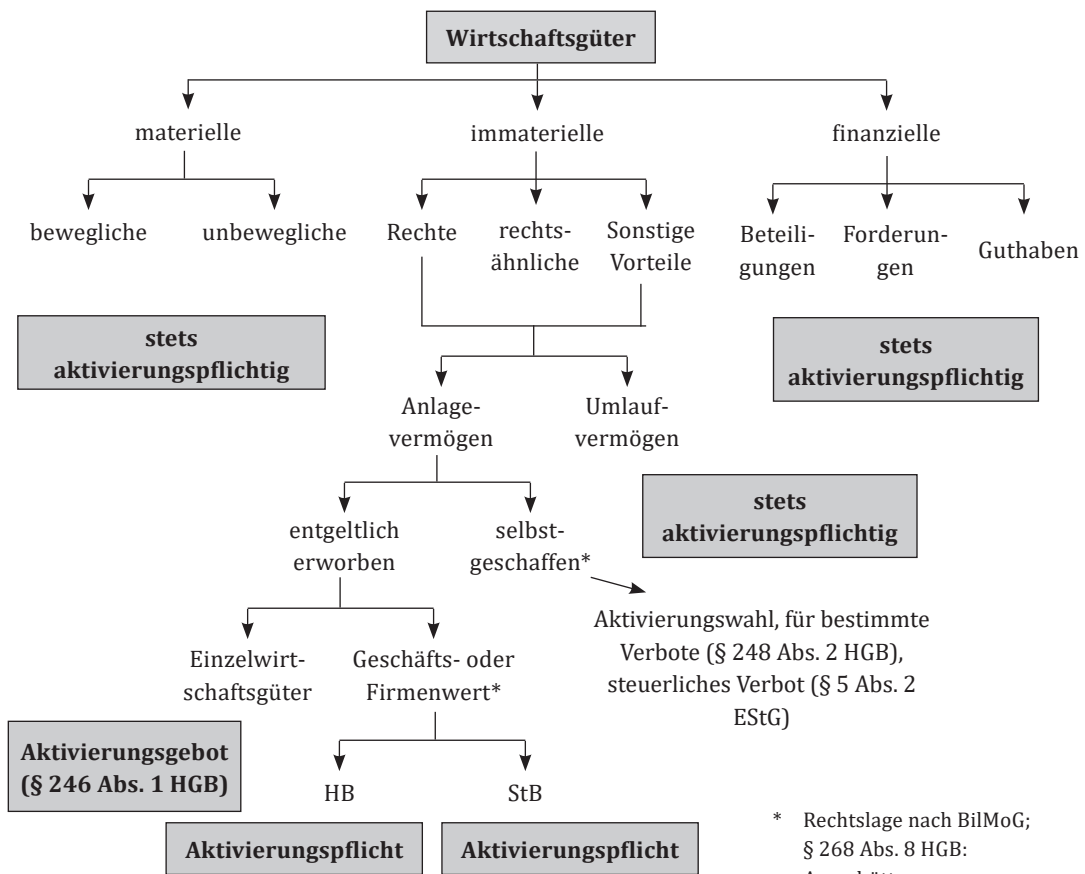 Wirtschaftsgüter
materielle
immaterielle
finanzielle
bewegliche
unbewegliche
Rechte
rechts-
ähnliche
Sonstige
Vorteile
Beteili-
gungen
Forderun-
gen
Guthaben
stets
aktivierungspflichtig
stets
aktivierungspflichtig
Anlage-
vermögen
Umlauf-
vermögen
stets
aktivierungspflichtig
entgeltlich
erworben
selbst-
geschaffen*
Aktivierungswahl, für bestimmte
Verbote (§ 248 Abs. 2 HGB),
steuerliches Verbot (§ 5 Abs. 2
EStG)
Einzelwirt-
schaftsgüter
Geschäfts- oder
Firmenwert*
Aktivierungsgebot
(§ 246 Abs. 1 HGB)
HB
StB
Aktivierungspflicht
Aktivierungspflicht
* Rechtslage nach BilMoG;
§ 268 Abs. 8 HGB: